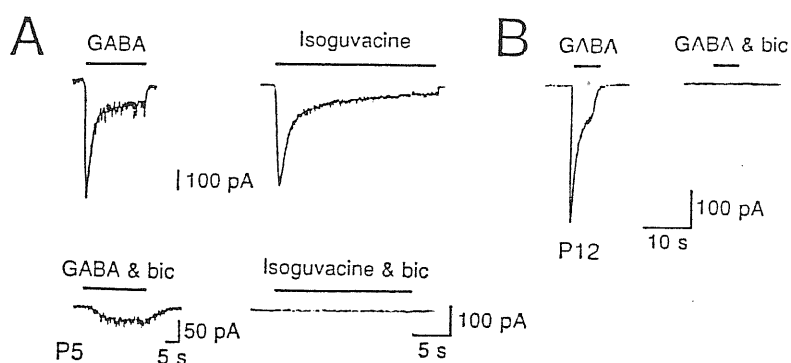 A
GABA
Isoguvacine
100 pA
GABA & bic
Isoguvacine & bic
50 pA
5 s
100 pA
5 s
P5
B
GABA
GABA & bic
100 pA
10 s
P12